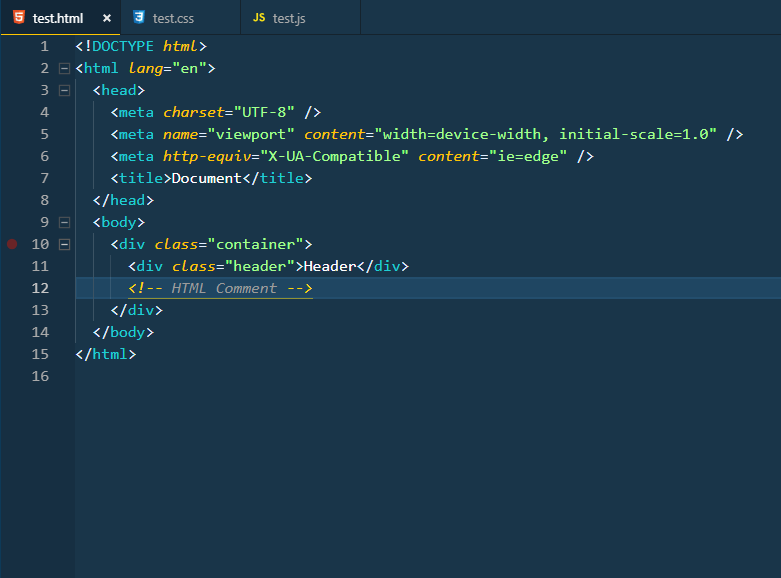 test.html × test.css JS test.js
1 <!DOCTYPE html>
2 <html lang="en">
3 <head>
4 <meta charset="UTF-8" />
5 <meta name="viewport" content="width=device-width, initial-scale=1.0" />
6 <meta http-equiv="X-UA-Compatible" content="ie=edge" />
7 <title>Document</title>
8 </head>
9 <body>
10 <div class="container">
11 <div class="header">Header</div>
12 <!-- HTML Comment -->
13 </div>
14 </body>
15 </html>
16